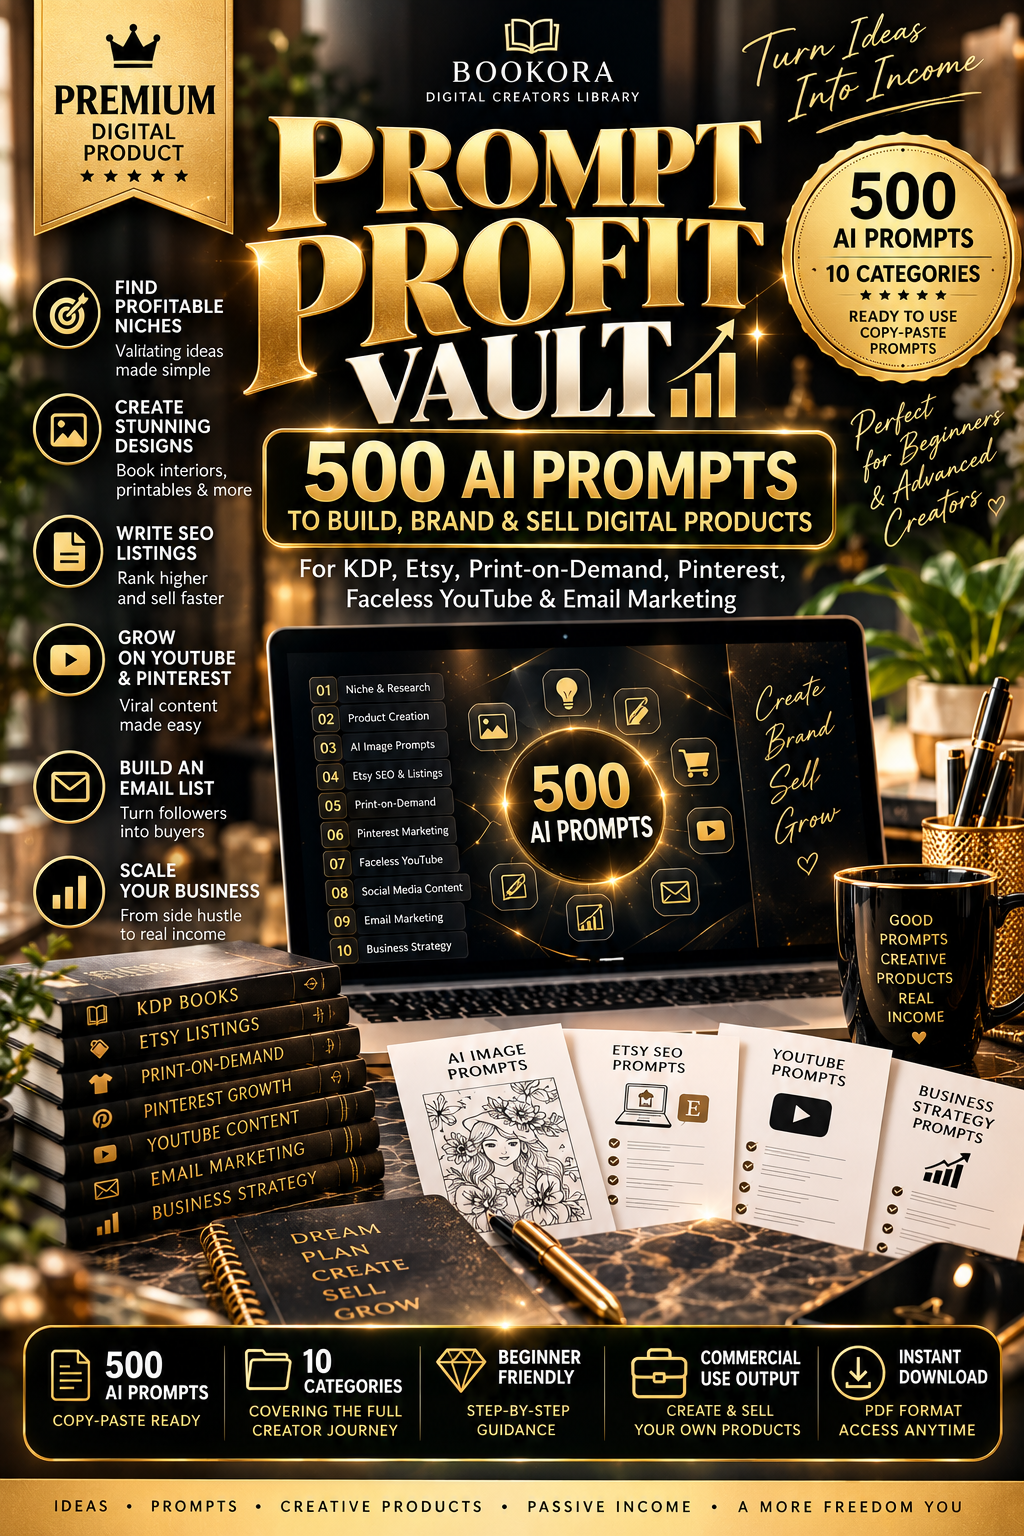 PREMIUM
DIGITAL
PRODUCT
BOOKORA
DIGITAL CREATORS LIBRARY
Turn Ideas
Into Income
PROMPT
PROFIT
VAULT
500
AI PROMPTS
10 CATEGORIES
READY TO USE
COPY-PASTE
PROMPTS
Perfect
for Beginners
& Advanced
Creators
500 AI PROMPTS
TO BUILD, BRAND & SELL DIGITAL PRODUCTS
For KDP, Etsy, Print-on-Demand, Pinterest,
Faceless YouTube & Email Marketing
FIND
PROFITABLE
NICHES
Validating ideas
made simple
CREATE
STUNNING
DESIGNS
Book interiors,
printables & more
WRITE SEO
LISTINGS
Rank higher
and sell faster
GROW
ON YOUTUBE
& PINTEREST
Viral content
made easy
BUILD AN
EMAIL LIST
Turn followers
into buyers
SCALE
YOUR BUSINESS
From side hustle
to real income
01 Niche & Research
02 Product Creation
03 AI Image Prompts
04 Etsy SEO & Listings
05 Print-on-Demand
06 Pinterest Marketing
07 Faceless YouTube
08 Social Media Content
09 Email Marketing
10 Business Strategy
500
AI PROMPTS
Create
Brand
Sell
Grow
GOOD
PROMPTS
CREATIVE
PRODUCTS
REAL
INCOME
KDP BOOKS
ETSY LISTINGS
PRINT-ON-DEMAND
PINTEREST GROWTH
YOUTUBE CONTENT
EMAIL MARKETING
BUSINESS STRATEGY
AI IMAGE
PROMPTS
ETSY SEO
PROMPTS
E
YOUTUBE
PROMPTS
BUSINESS
STRATEGY
PROMPTS
DREAM
PLAN
CREATE
SELL
GROW
500
AI PROMPTS
COPY-PASTE READY
10
CATEGORIES
COVERING THE FULL
CREATOR JOURNEY
BEGINNER
FRIENDLY
STEP-BY-STEP
GUIDANCE
COMMERCIAL
USE OUTPUT
CREATE & SELL
YOUR OWN PRODUCTS
INSTANT
DOWNLOAD
PDF FORMAT
ACCESS ANYTIME
IDEAS • PROMPTS • CREATIVE PRODUCTS • PASSIVE INCOME • A MORE FREEDOM YOU